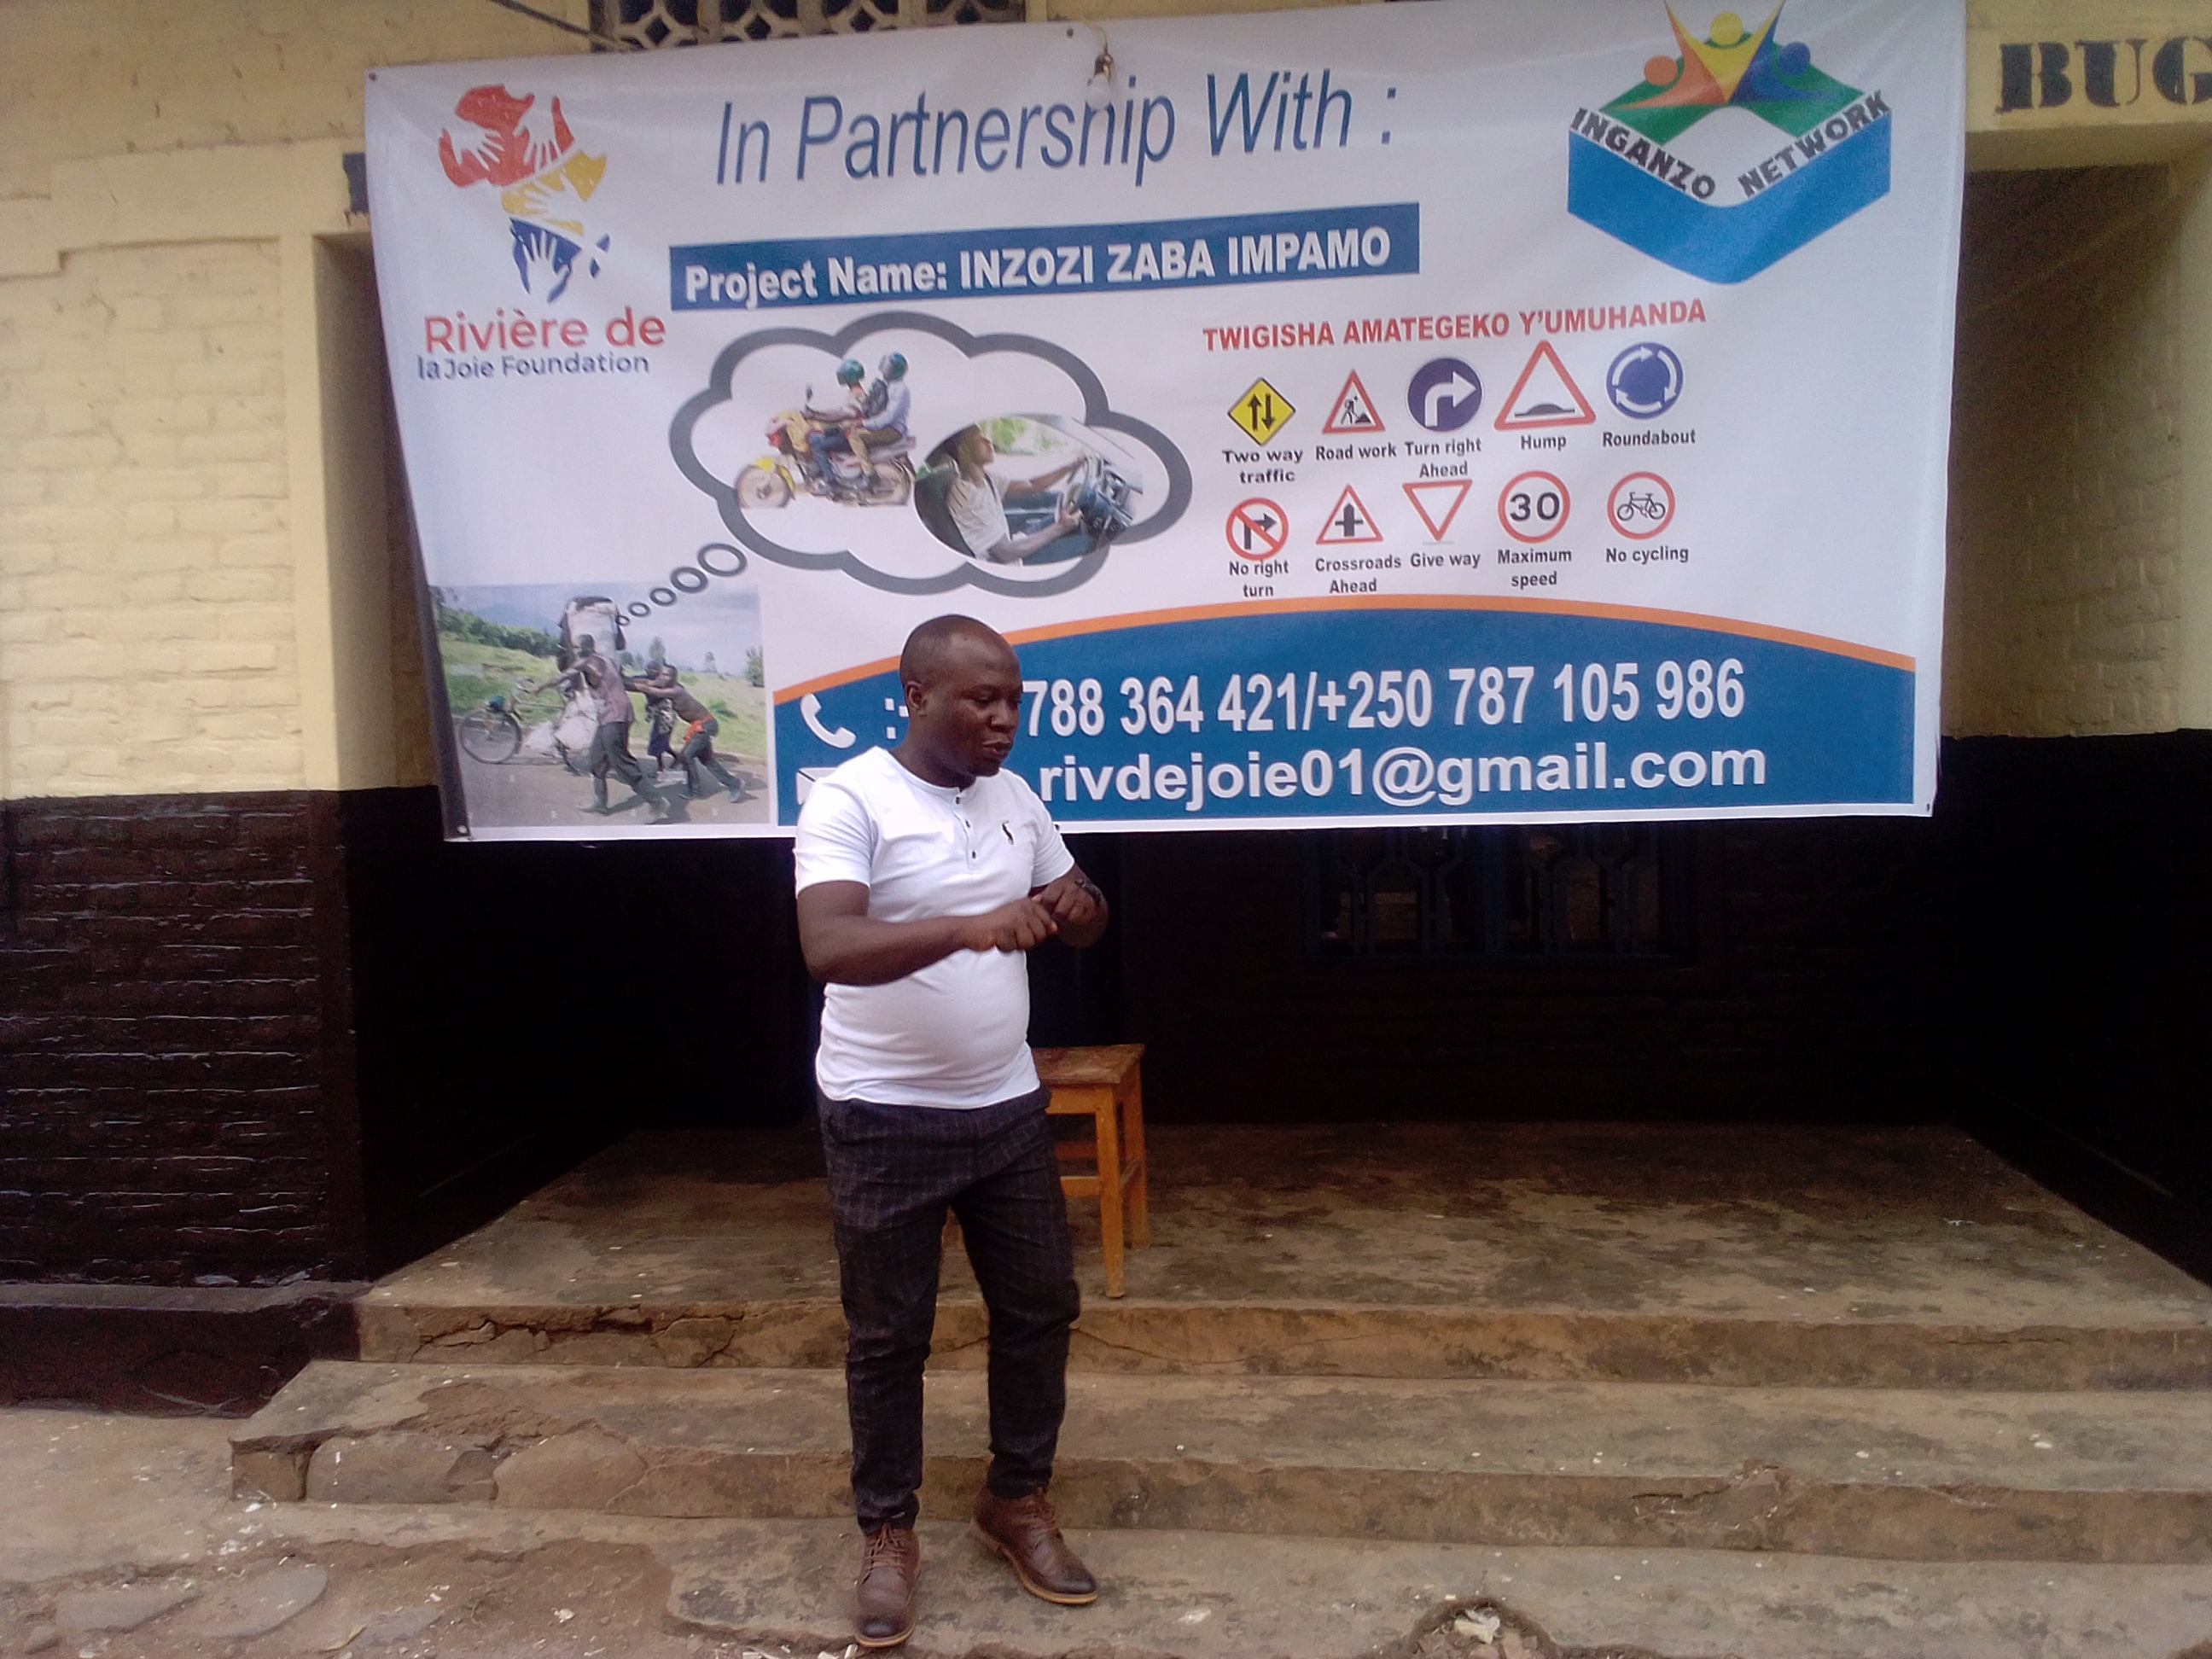 In Partnership With :
INGANZO NETWORK
BUG
Project Name: INZOZI ZABA IMPAMO
Rivière de
la Joie Foundation
TWIGISHA AMATEGEKO Y'UMUHANDA
Two way
traffic
Road work
Turn right
Ahead
Hump
Roundabout
No right
turn
Crossroads
Ahead
Give way
30
Maximum
speed
No cycling
788 364 421/+250 787 105 986
rivdejoie01@gmail.com